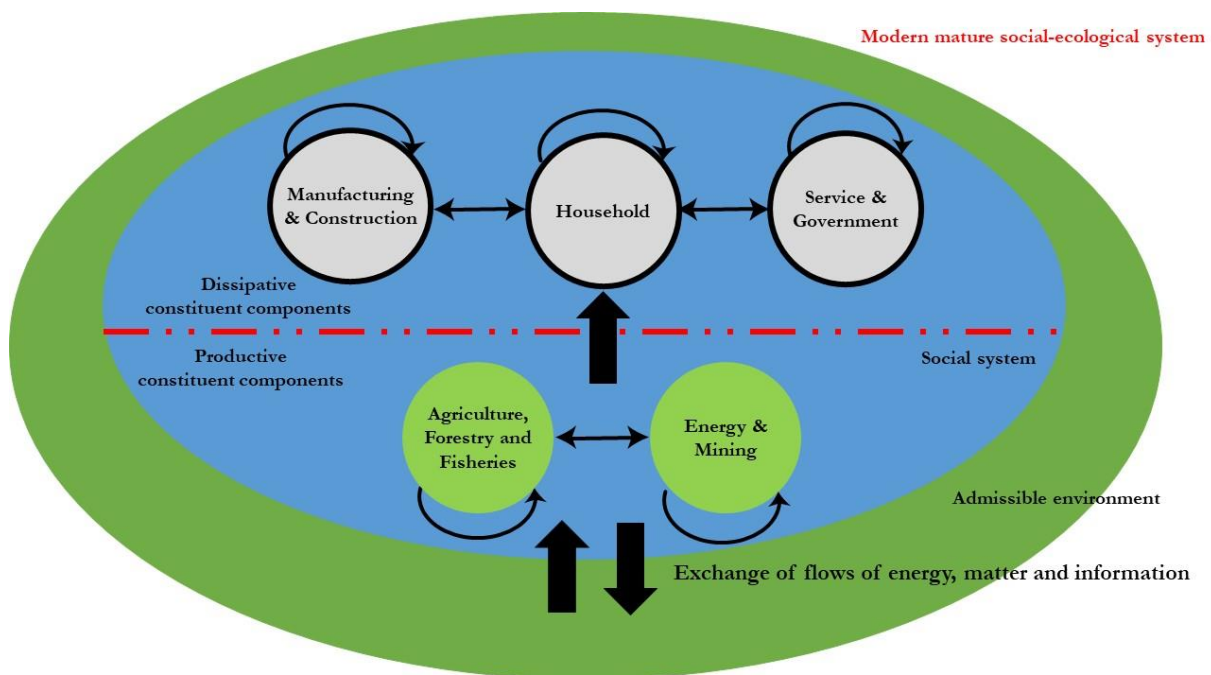 Modern mature social-ecological system
Manufacturing
& Construction
Household
Service &
Government
Dissipative
constituent components
Productive
constituent components
Social system
Agriculture,
Forestry and
Fisheries
Energy &
Mining
Admissible environment
Exchange of flows of energy, matter and information